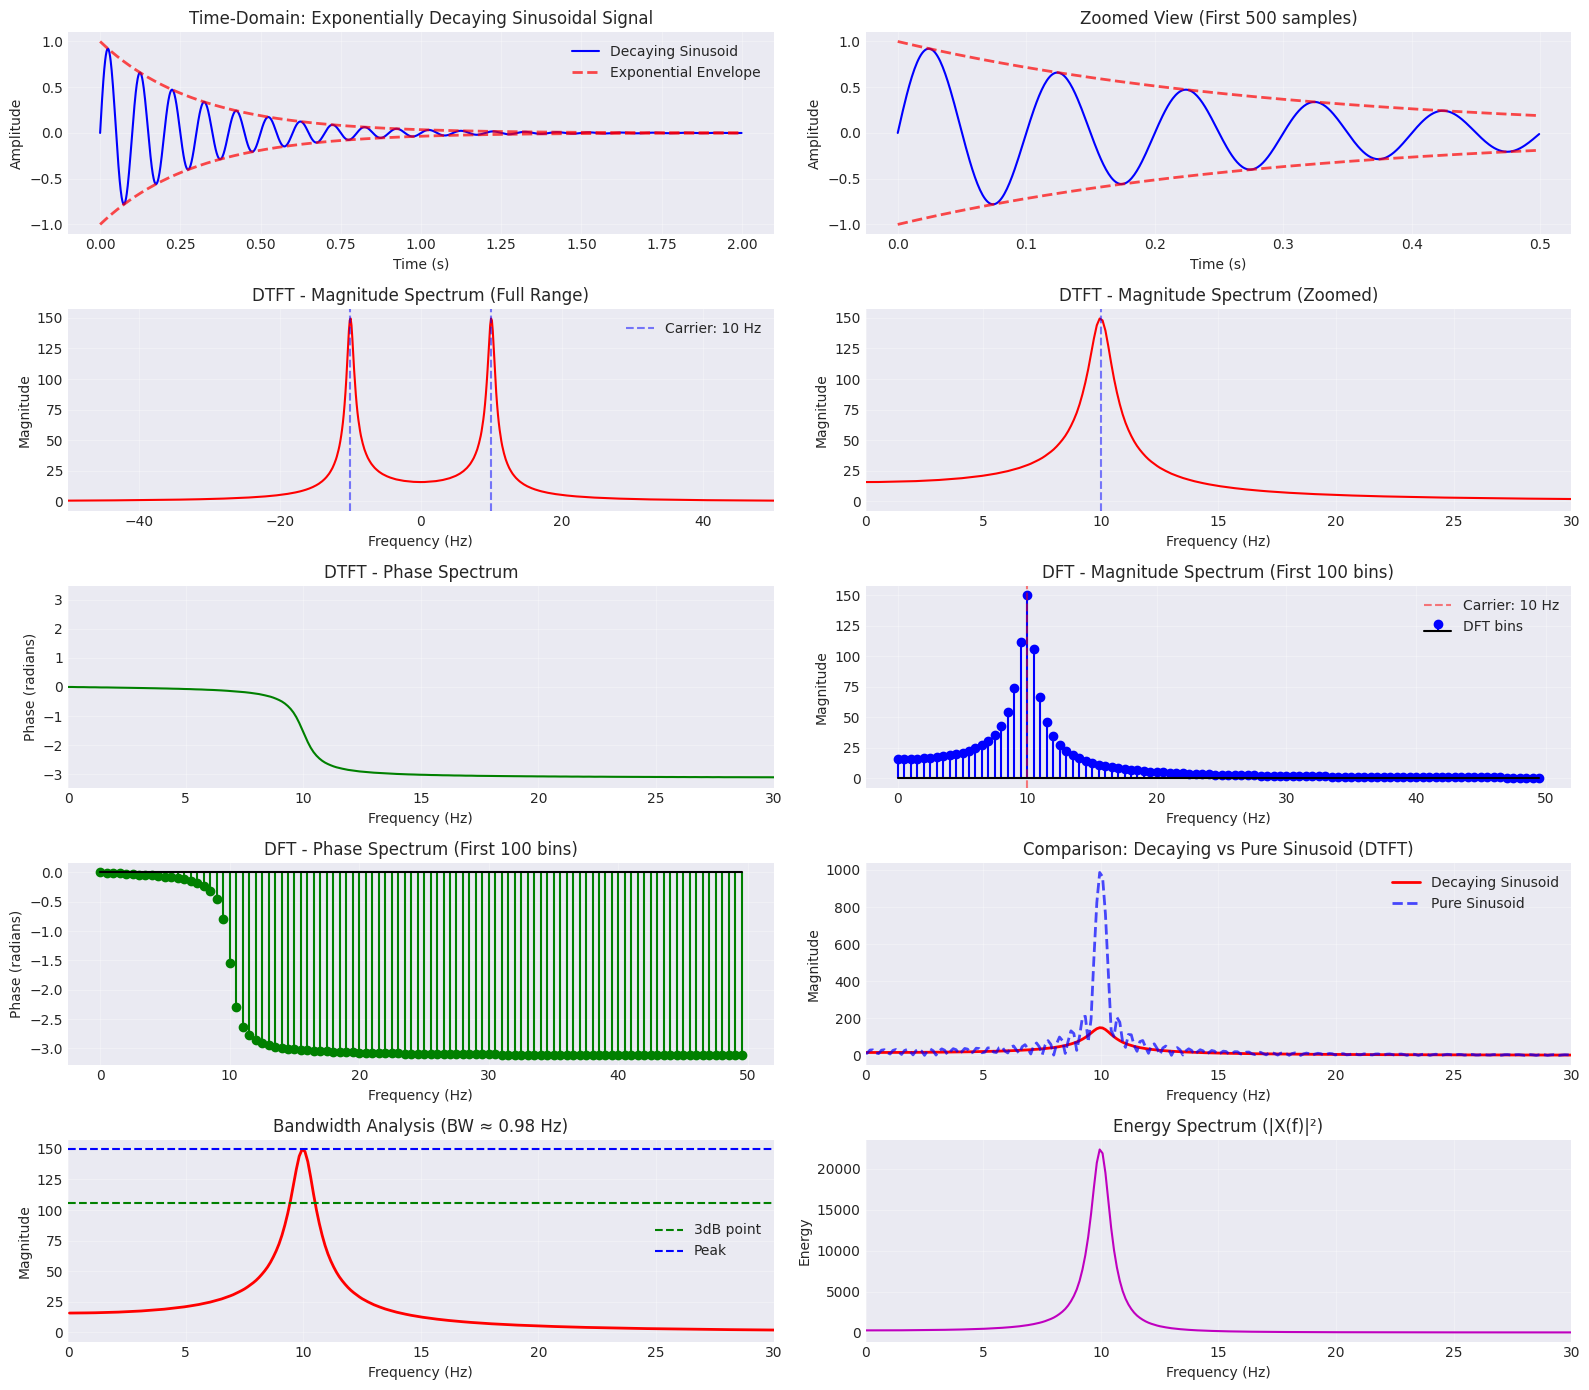 Time-Domain: Exponentially Decaying Sinusoidal Signal
1.0
0.5
0.0
−0.5
−1.0
Amplitude
Decaying Sinusoid
Exponential Envelope
0.00 0.25 0.50 0.75 1.00 1.25 1.50 1.75 2.00
Time (s)
Zoomed View (First 500 samples)
1.0
0.5
0.0
−0.5
−1.0
Amplitude
0.0 0.1 0.2 0.3 0.4 0.5
Time (s)
DTFT - Magnitude Spectrum (Full Range)
150
125
100
75
50
25
0
Magnitude
Carrier: 10 Hz
−40 −20 0 20 40
Frequency (Hz)
DTFT - Magnitude Spectrum (Zoomed)
150
125
100
75
50
25
0
Magnitude
0 5 10 15 20 25 30
Frequency (Hz)
DTFT - Phase Spectrum
3
2
1
0
−1
−2
−3
Phase (radians)
0 5 10 15 20 25 30
Frequency (Hz)
DFT - Magnitude Spectrum (First 100 bins)
150
125
100
75
50
25
0
Magnitude
Carrier: 10 Hz
DFT bins
0 10 20 30 40 50
Frequency (Hz)
DFT - Phase Spectrum (First 100 bins)
0.0
−0.5
−1.0
−1.5
−2.0
−2.5
−3.0
Phase (radians)
0 10 20 30 40 50
Frequency (Hz)
Comparison: Decaying vs Pure Sinusoid (DTFT)
1000
800
600
400
200
0
Magnitude
Decaying Sinusoid
Pure Sinusoid
0 5 10 15 20 25 30
Frequency (Hz)
Bandwidth Analysis (BW ≈ 0.98 Hz)
150
125
100
75
50
25
0
Magnitude
3dB point
Peak
0 5 10 15 20 25 30
Frequency (Hz)
Energy Spectrum (|X(f)|²)
20000
15000
10000
5000
0
Energy
0 5 10 15 20 25 30
Frequency (Hz)